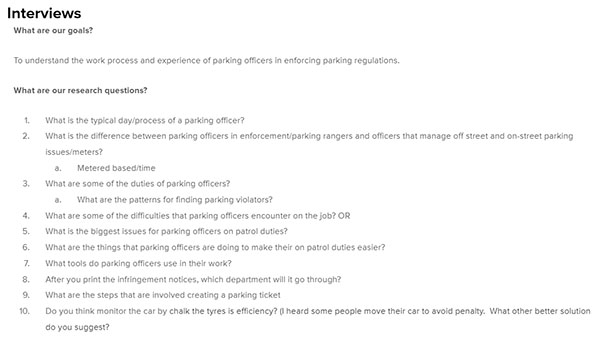 Interviews
What are our goals?
To understand the work process and experience of parking officers in enforcing parking regulations.
What are our research questions?
1. What is the typical day/process of a parking officer?
2. What is the difference between parking officers in enforcement/parking rangers and officers that manage off street and on-street parking
issues/meters?
a. Metered based/time
3. What are some of the duties of parking officers?
a. What are the patterns for finding parking violators?
4. What are some of the difficulties that parking officers encounter on the job? OR
5. What is the biggest issues for parking officers on patrol duties?
6. What are the things that parking officers are doing to make their on patrol duties easier?
7. What tools do parking officers use in their work?
8. After you print the infringement notices, which department will it go through?
9. What are the steps that are involved creating a parking ticket
10. Do you think monitor the car by chalk the tyres is efficiency? (I heard some people move their car to avoid penalty. What other better solution
do you suggest?